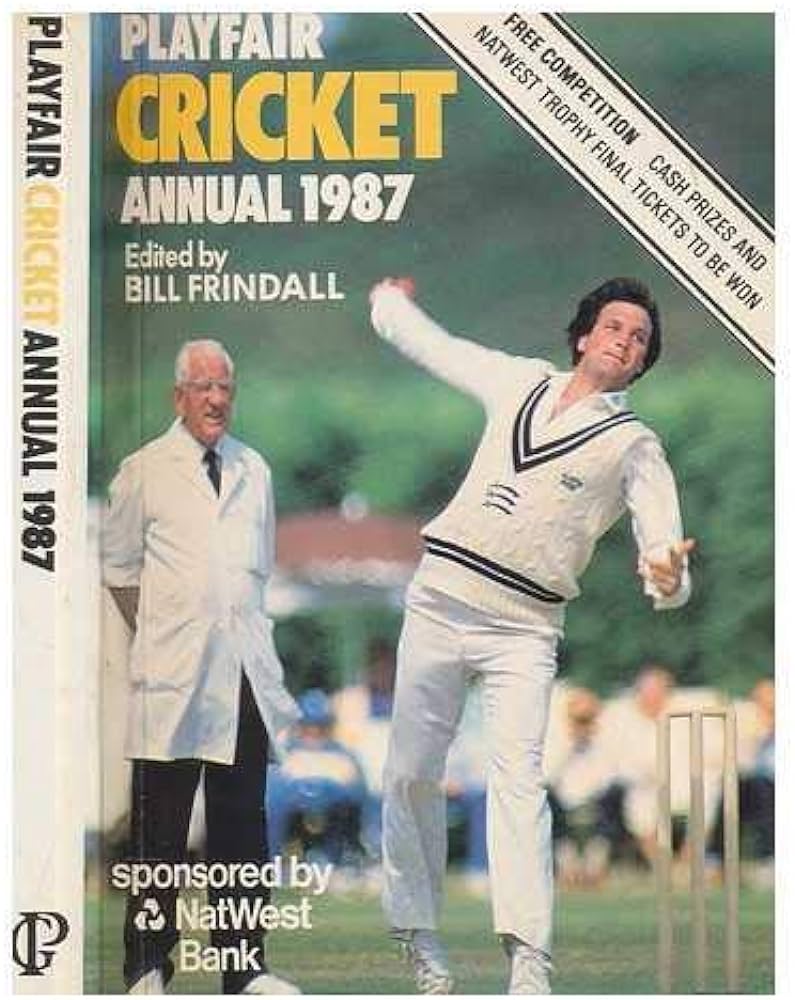 PLAYFAIR CRICKET ANNUAL 1987
PLAYFAIR
CRICKET
ANNUAL 1987
Edited by
BILL FRINDALL
FREE COMPETITION CASH PRIZES AND
NATWEST TROPHY FINAL TICKETS TO BE WON
sponsored by
NatWest
Bank